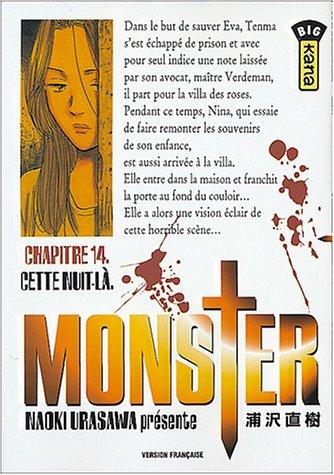 Dans le but de sauver Eva, Tenma
s'est échappé de prison et avec
pour seul indice une note laissée
par son avocat, maître Verdeman,
il part pour la villa des roses.
Pendant ce temps, Nina, qui essaie
de faire remonter les souvenirs
de son enfance,
est aussi arrivée à la villa.
Elle entre dans la maison et franchit
la porte au fond du couloir...
Elle a alors une vision éclair de
cette horrible scène...
BIG
Kana
CHAPITRE 14.
CETTE NUIT-LÀ.
MONSTER
NAOKI URASAWA présente
浦沢直樹
VERSION FRANÇAISE